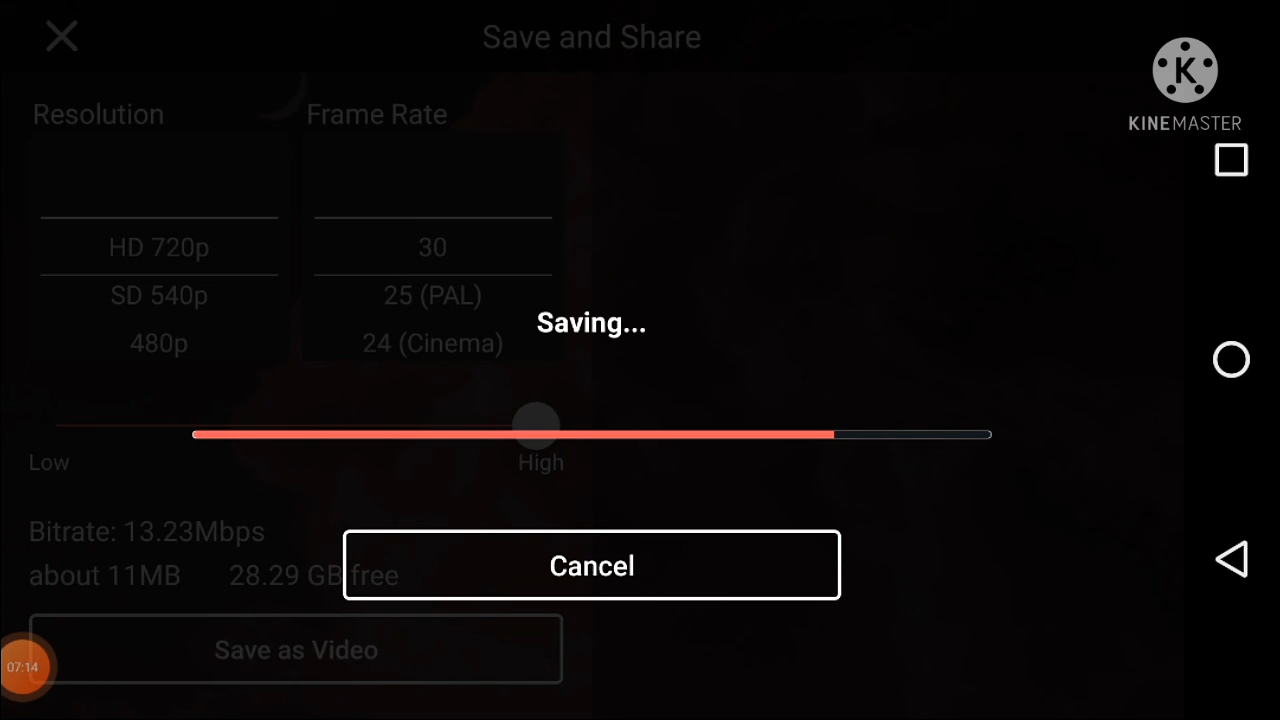 Save and Share
KINEMASTER
Resolution
Frame Rate
HD 720p
30
SD 540p
25 (PAL)
480p
24 (Cinema)
Saving...
Low
High
Bitrate: 13.23Mbps
about 11MB
28.29 GB free
Cancel
Save as Video
07:14